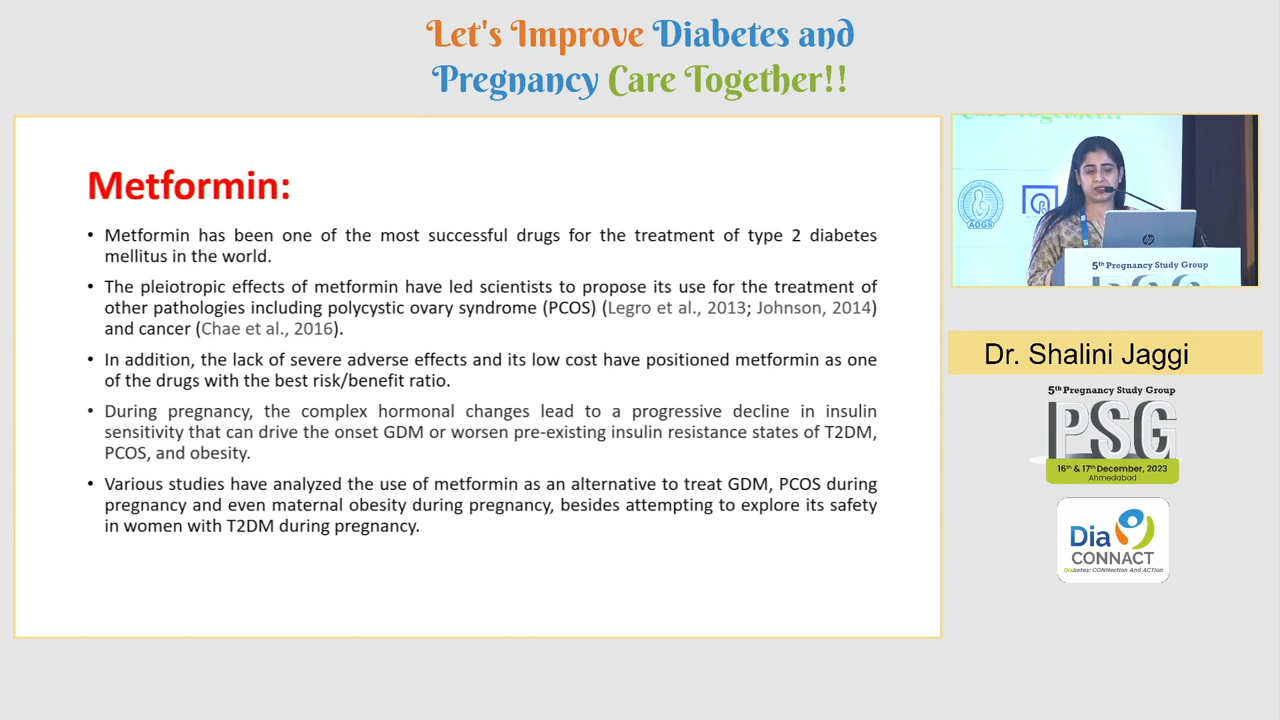 Let's Improve Diabetes and
Pregnancy Care Together!!
Metformin:
• Metformin has been one of the most successful drugs for the treatment of type 2 diabetes
mellitus in the world.
• The pleiotropic effects of metformin have led scientists to propose its use for the treatment of
other pathologies including polycystic ovary syndrome (PCOS) (Legro et al., 2013; Johnson, 2014)
and cancer (Chae et al., 2016).
• In addition, the lack of severe adverse effects and its low cost have positioned metformin as one
of the drugs with the best risk/benefit ratio.
• During pregnancy, the complex hormonal changes lead to a progressive decline in insulin
sensitivity that can drive the onset GDM or worsen pre-existing insulin resistance states of T2DM,
PCOS, and obesity.
• Various studies have analyzed the use of metformin as an alternative to treat GDM, PCOS during
pregnancy and even maternal obesity during pregnancy, besides attempting to explore its safety
in women with T2DM during pregnancy.
Care Together!!
AOGS
hp
5th Pregnancy Study Group
Dr. Shalini Jaggi
5th Pregnancy Study Group
PSG
16th & 17th December, 2023
Ahmedabad
Dia
CONNACT
Diabetes: CONNection And ACTion